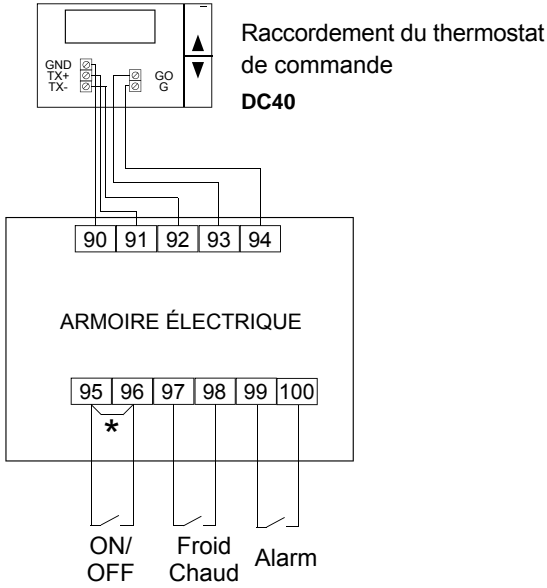 Raccordement du thermostat
de commande
DC40
GND
TX+
TX-
GO
G
90 91 92 93 94
ARMOIRE ÉLECTRIQUE
95 96 97 98 99 100
*
ON/
OFF
Froid
Chaud
Alarm